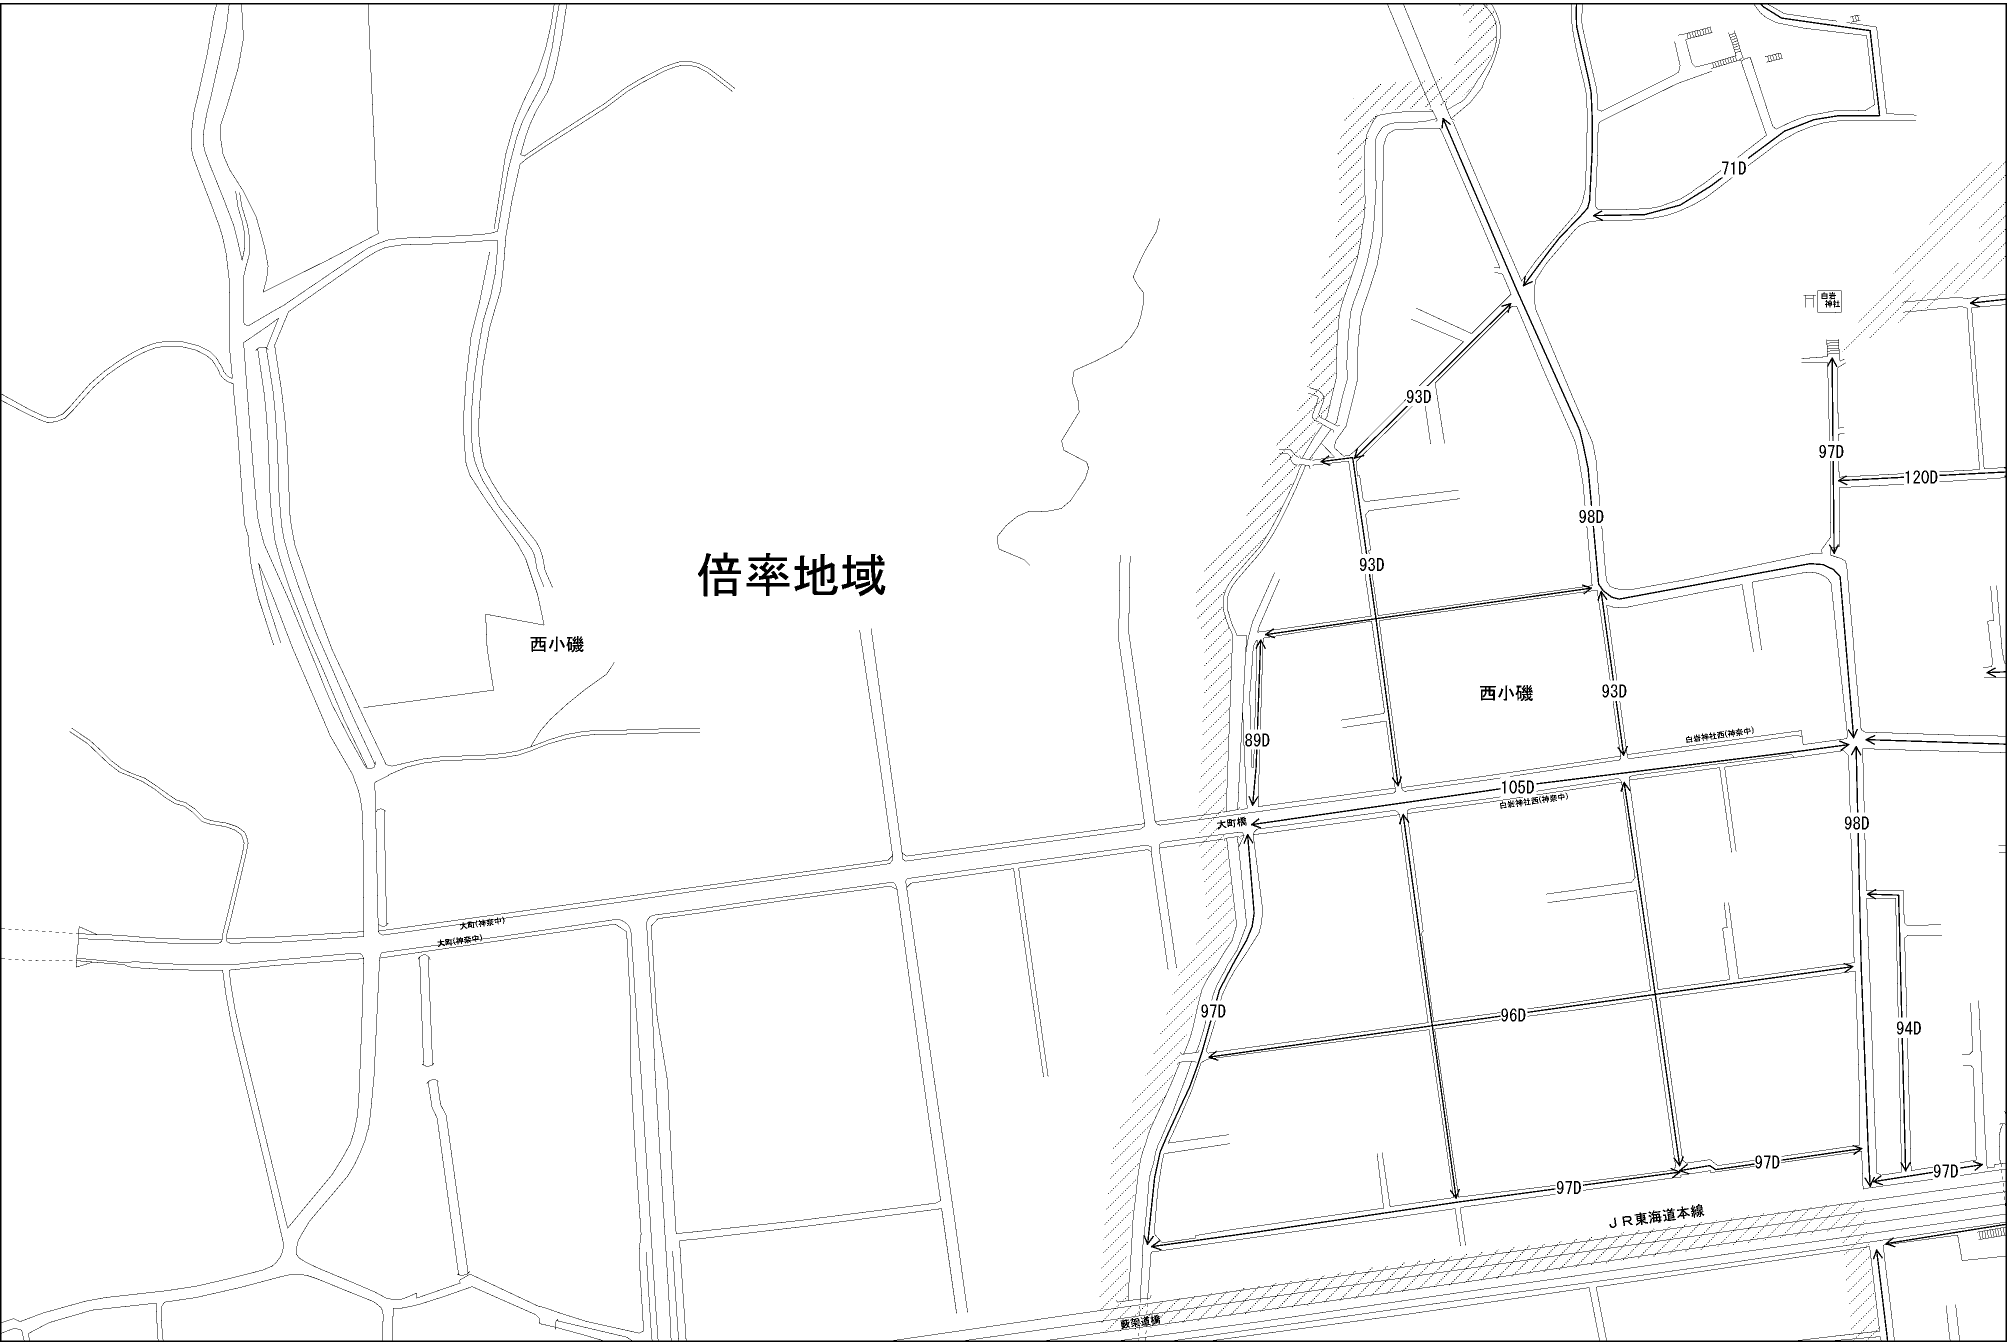 71D
白岩
神社
93D
97D
120D
98D
93D
倍率地域
西小磯
西小磯
93D
89D
白岩神社西(神奈中)
105D
白岩神社西(神奈中)
大町橋
98D
大町(神奈中)
大町(神奈中)
97D
96D
94D
97D
97D
97D
JR東海道本線
藪架道橋